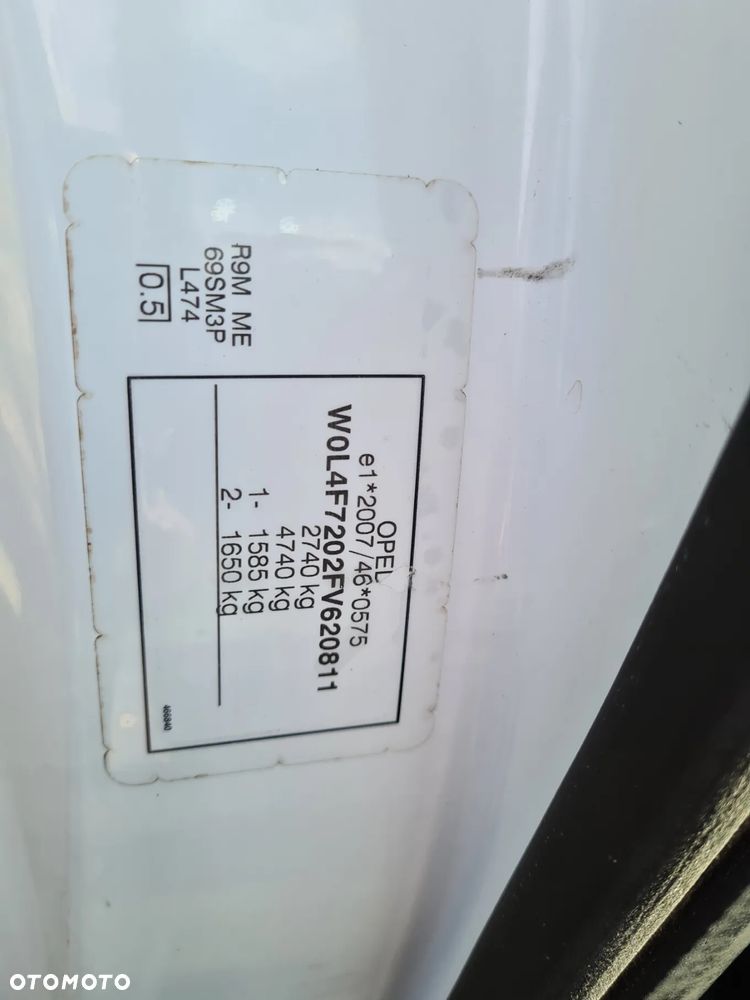 OPEL
e1*2007/46*0575
W0L4F7202FV620811
2740 kg
4740 kg
1- 1585 kg
2- 1650 kg
466840
R9M ME
69SM3P
L474
0.5
OTOMOTO